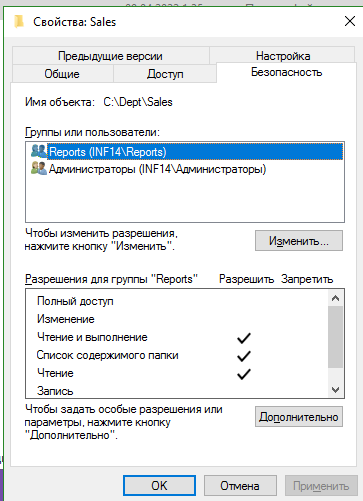 Свойства: Sales
Предыдущие версии Настройка
Общие Доступ Безопасность
Имя объекта: C:\Dept\Sales
Группы или пользователи:
Reports (INF14\Reports)
Администраторы (INF14\Администраторы)
Чтобы изменить разрешения,
нажмите кнопку "Изменить".
Изменить...
Разрешения для группы "Reports" Разрешить Запретить
Полный доступ
Изменение
Чтение и выполнение
Список содержимого папки
Чтение
Запись
Чтобы задать особые разрешения или
параметры, нажмите кнопку
"Дополнительно".
Дополнительно
OK Отмена Применить